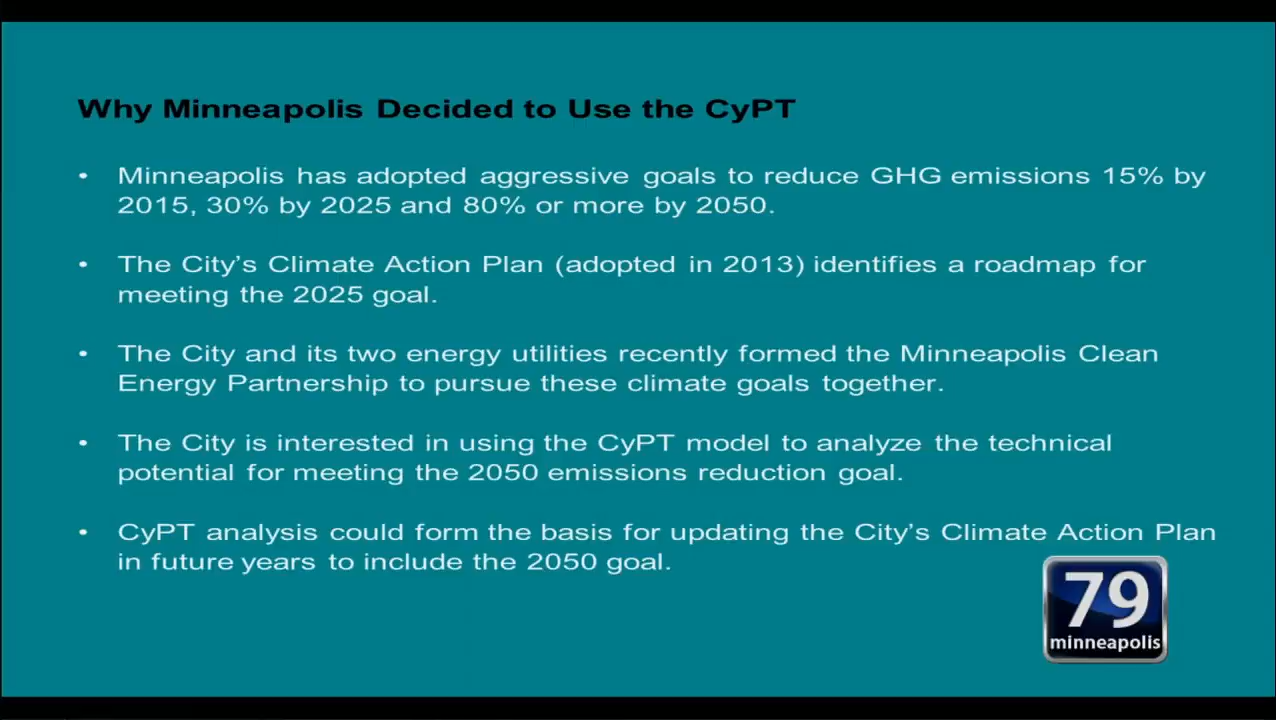 Why Minneapolis Decided to Use the CyPT
• Minneapolis has adopted aggressive goals to reduce GHG emissions 15% by
2015, 30% by 2025 and 80% or more by 2050.
• The City’s Climate Action Plan (adopted in 2013) identifies a roadmap for
meeting the 2025 goal.
• The City and its two energy utilities recently formed the Minneapolis Clean
Energy Partnership to pursue these climate goals together.
• The City is interested in using the CyPT model to analyze the technical
potential for meeting the 2050 emissions reduction goal.
• CyPT analysis could form the basis for updating the City’s Climate Action Plan
in future years to include the 2050 goal.
79
minneapolis